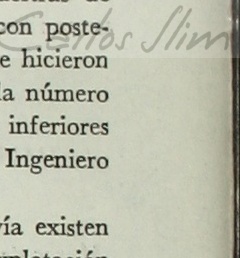 con poste-
Carlos Slim
e hicieron
la número
inferiores
Ingeniero
vía existen